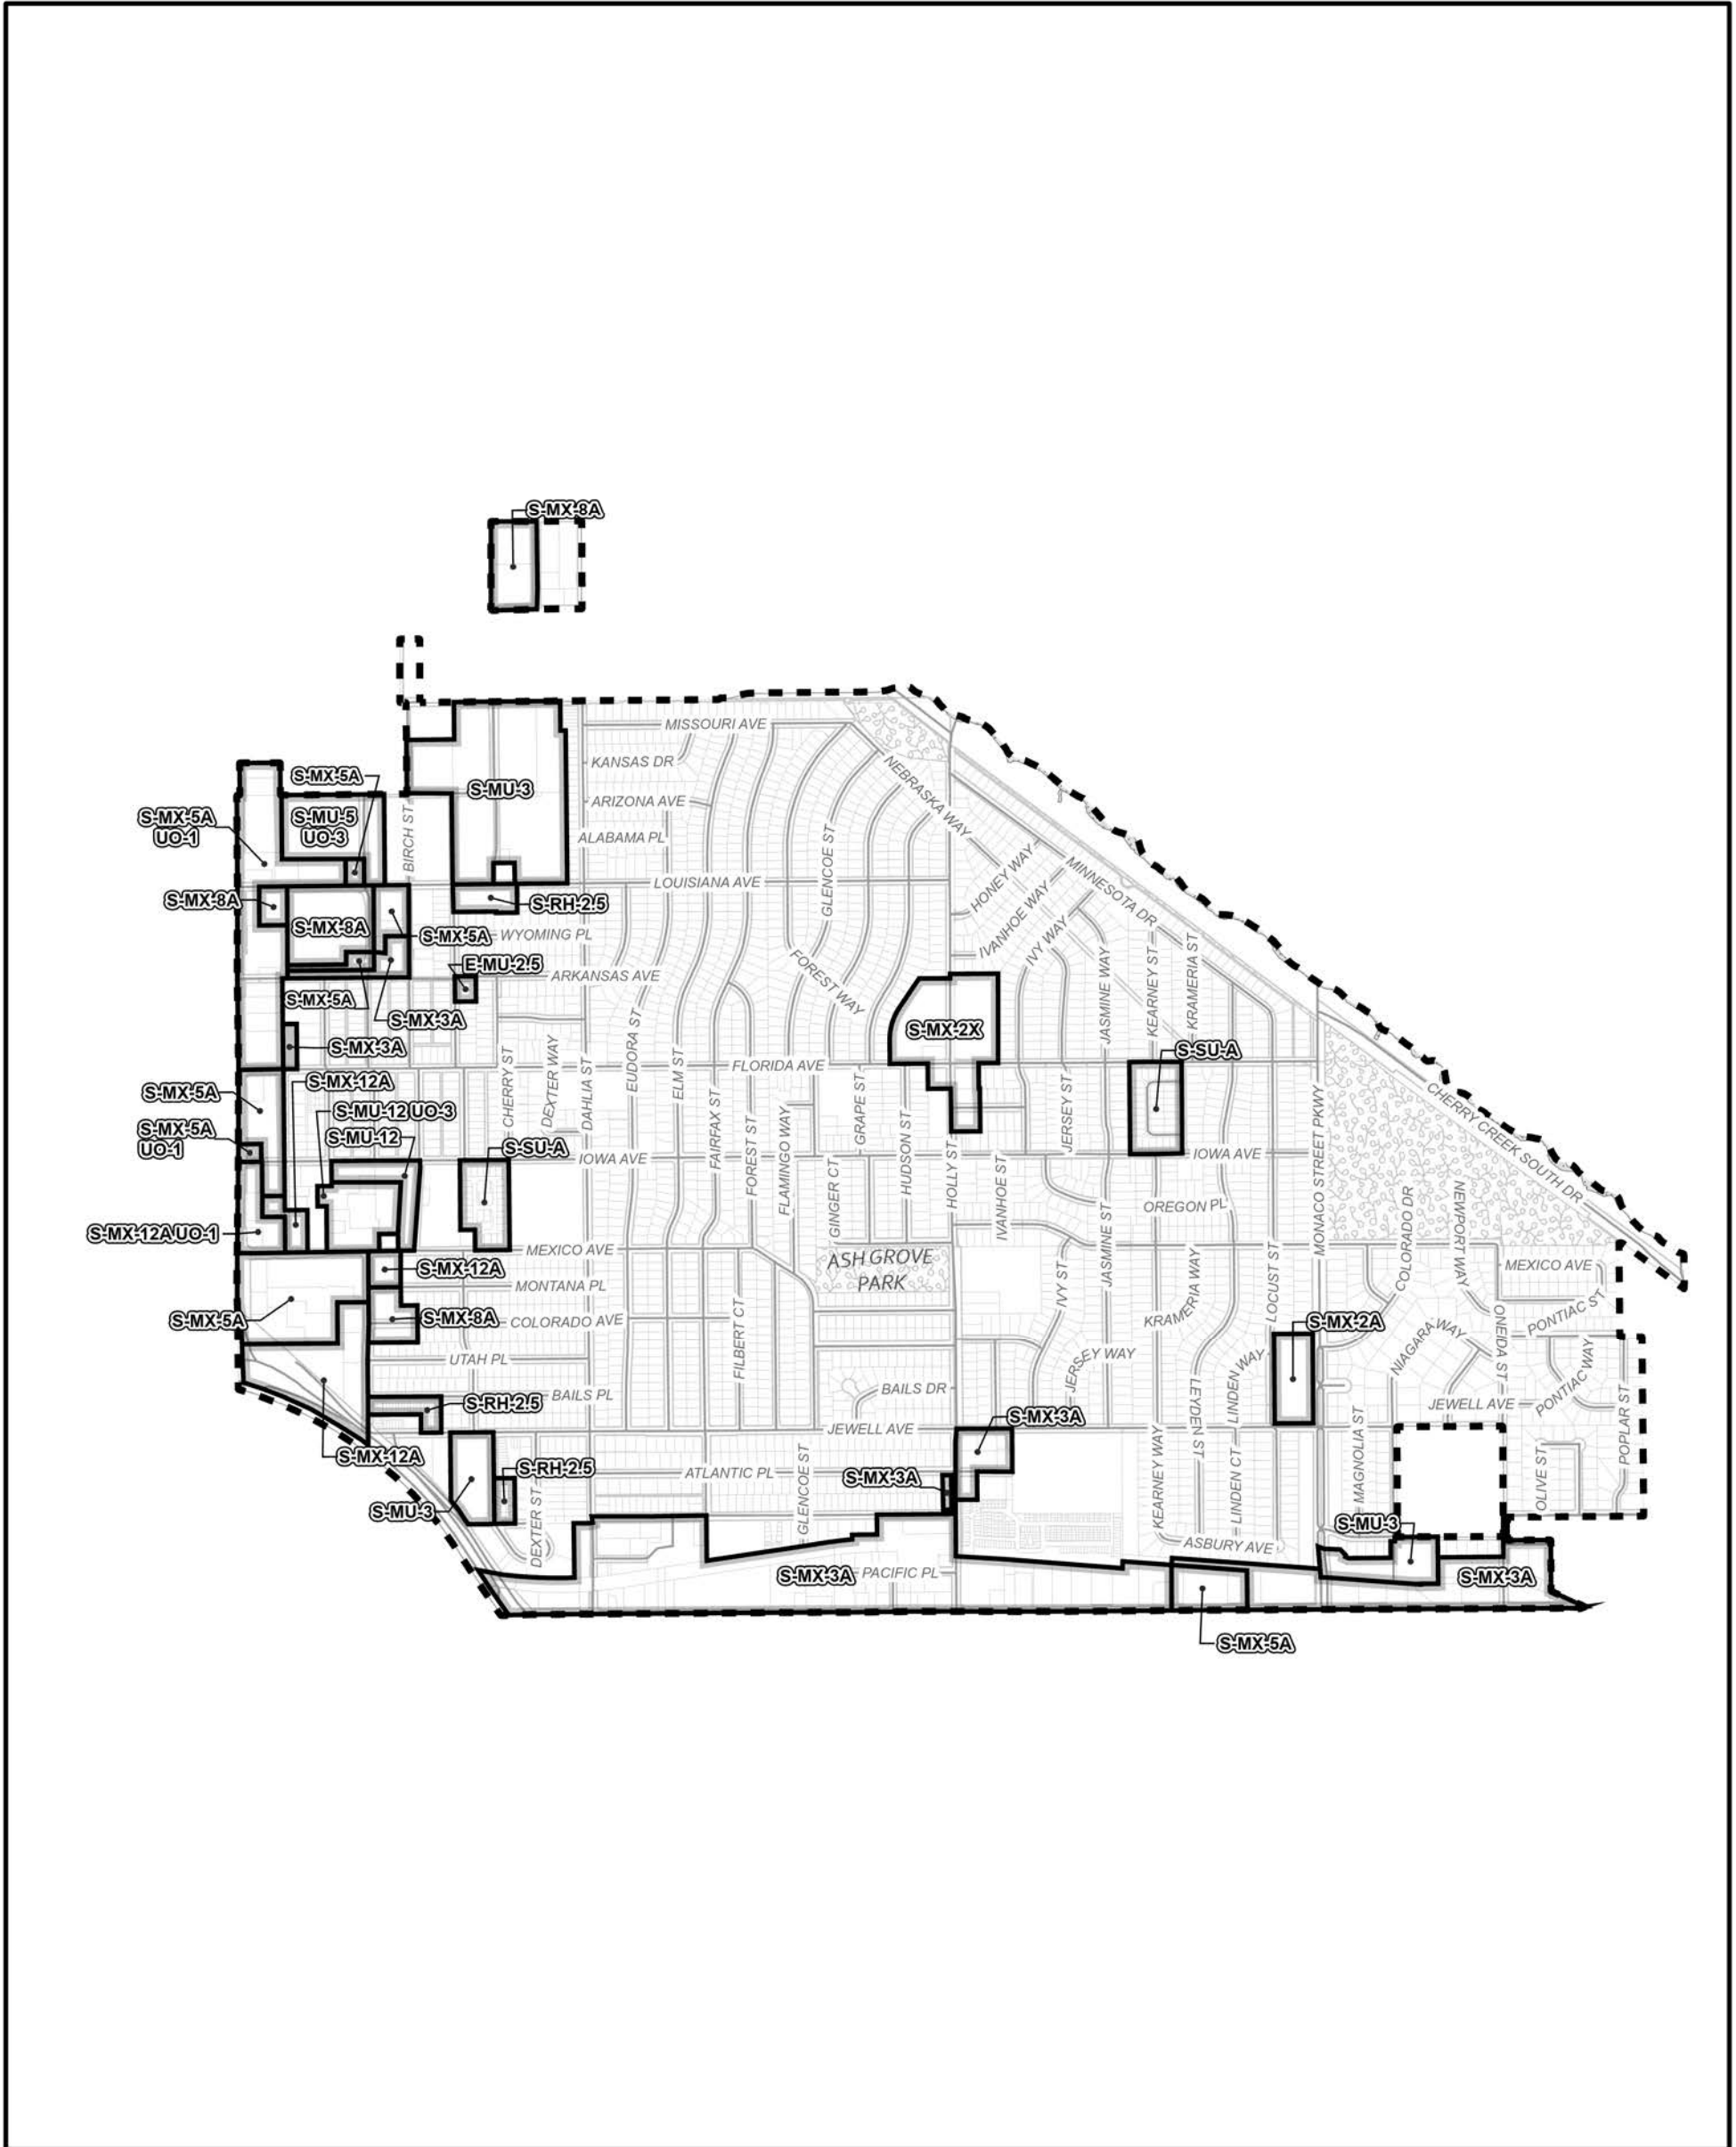 S-MX-8A
MISSOURI AVE
KANSAS DR
NEBRASKA WAY
S-MX-5A
S-MU-3
ARIZONA AVE
S-MX-5A
UO-1
S-MU-5
UO-3
BIRCH ST
ALABAMA PL
GLENCOE ST
HONEY WAY
MINNESOTA DR
LOUISIANA AVE
S-MX-8A
S-RH-2.5
IVANHOE WAY
S-MX-8A
S-MX-5A
WYOMING PL
IVY WAY
E-MU-2.5
ARKANSAS AVE
FOREST WAY
JASMINE WAY
KEARNEY ST
KRAMERIA ST
S-MX-5A
S-MX-3A
S-MX-2X
S-MX-3A
S-SU-A
FLORIDA AVE
EUDORA ST
ELM ST
CHERRY ST
DEXTER WAY
DAHLIA ST
S-MX-5A
S-MX-12A
S-MU-12 UO-3
S-MX-5A
UO-1
S-MU-12
S-SU-A
FAIRFAX ST
FOREST ST
FLAMINGO WAY
GRAPE ST
HUDSON ST
JERSEY ST
MONACO STREET PKWY
CHERRY CREEK SOUTH DR
IOWA AVE
IOWA AVE
GINGER CT
HOLLY ST
IVANHOE ST
OREGON PL
COLORADO DR
NEWPORT WAY
S-MX-12A UO-1
MEXICO AVE
ASH GROVE
PARK
JASMINE ST
S-MX-12A
MEXICO AVE
MONTANA PL
IVY ST
KRAMERIA WAY
LOCUST ST
S-MX-5A
S-MX-8A
COLORADO AVE
FILBERT CT
S-MX-2A
ONEIDA ST
PONTIAC ST
NIAGARA WAY
UTAH PL
JERSEY WAY
LINDEN WAY
PONTIAC WAY
BAILS PL
BAILS DR
LEYDEN ST
S-RH-2.5
JEWELL AVE
POPLAR ST
S-MX-3A
JEWELL AVE
S-MX-12A
S-RH-2.5
ATLANTIC PL
S-MX-3A
GLENCOE ST
KEARNEY WAY
LINDEN CT
MAGNOLIA ST
OLIVE ST
S-MU-3
DEXTER ST
S-MU-3
ASBURY AVE
S-MX-3A
PACIFIC PL
S-MX-3A
S-MX-5A